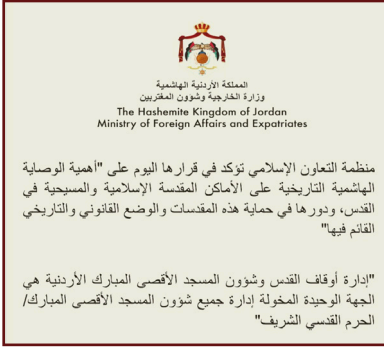 المملكة الأردنية الهاشمية
وزارة الخارجية وشؤون المغتربين
The Hashemite Kingdom of Jordan
Ministry of Foreign Affairs and Expatriates
منظمة التعاون الإسلامي تؤكد في قرارها اليوم على "أهمية الوصاية
الهاشمية التاريخية على الأماكن المقدسة الإسلامية والمسيحية في
القدس، ودورها في حماية هذه المقدسات والوضع القانوني والتاريخي
القائم فيها"
"إدارة أوقاف القدس وشؤون المسجد الأقصى المبارك الأردنية هي
الجهة الوحيدة المخولة إدارة جميع شؤون المسجد الأقصى المبارك/
الحرم القدسي الشريف"